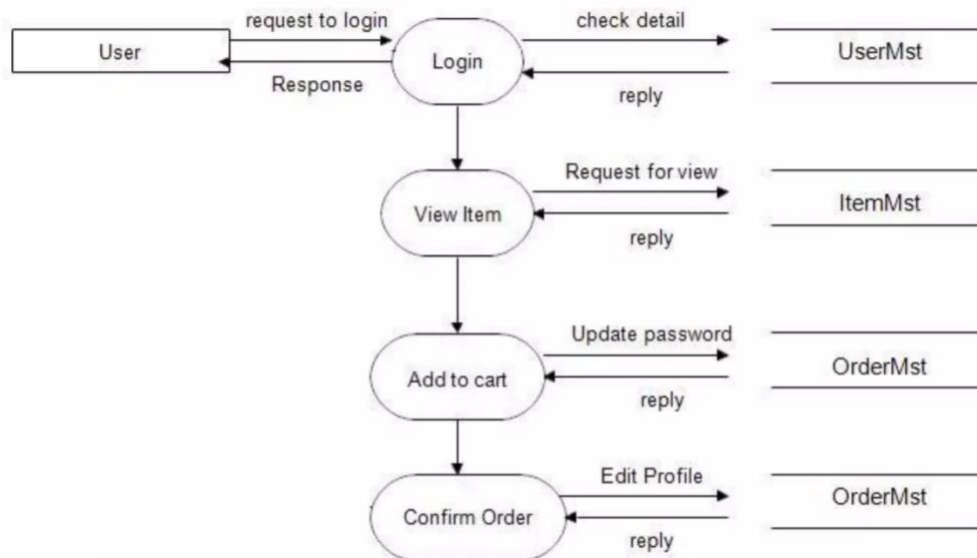 request to login
check detail
User
Login
UserMst
Response
reply
Request for view
View Item
ItemMst
reply
Update password
Add to cart
OrderMst
reply
Edit Profile
Confirm Order
OrderMst
reply